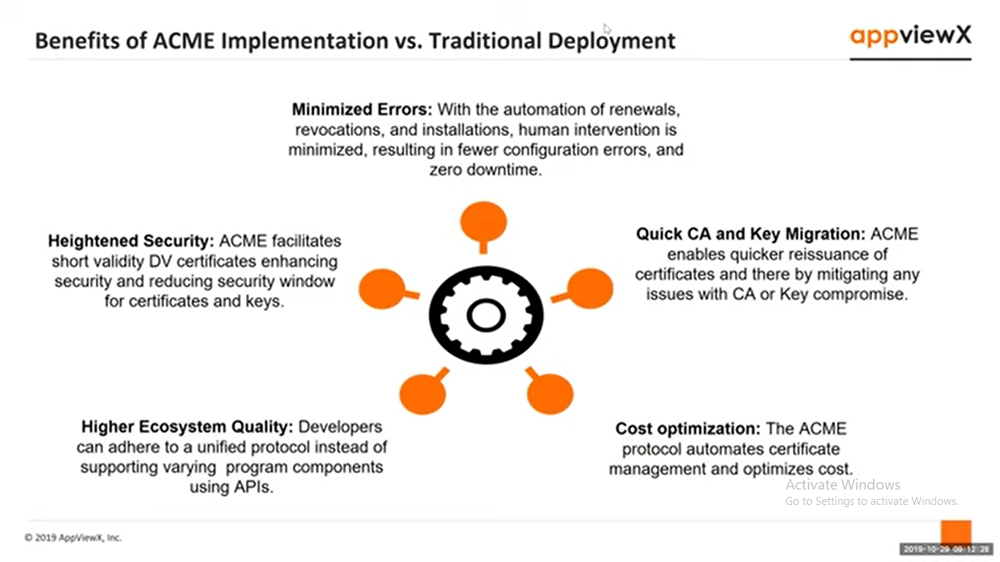 Benefits of ACME Implementation vs. Traditional Deployment
appviewX
Minimized Errors: With the automation of renewals,
revocations, and installations, human intervention is
minimized, resulting in fewer configuration errors, and
zero downtime.
Heightened Security: ACME facilitates
short validity DV certificates enhancing
security and reducing security window
for certificates and keys.
Quick CA and Key Migration: ACME
enables quicker reissuance of
certificates and there by mitigating any
issues with CA or Key compromise.
Higher Ecosystem Quality: Developers
can adhere to a unified protocol instead of
supporting varying program components
using APIs.
Cost optimization: The ACME
protocol automates certificate
management and optimizes cost.
Activate Windows
Go to Settings to activate Windows.
© 2019 AppViewX, Inc.
2019-10-29 09:12:28